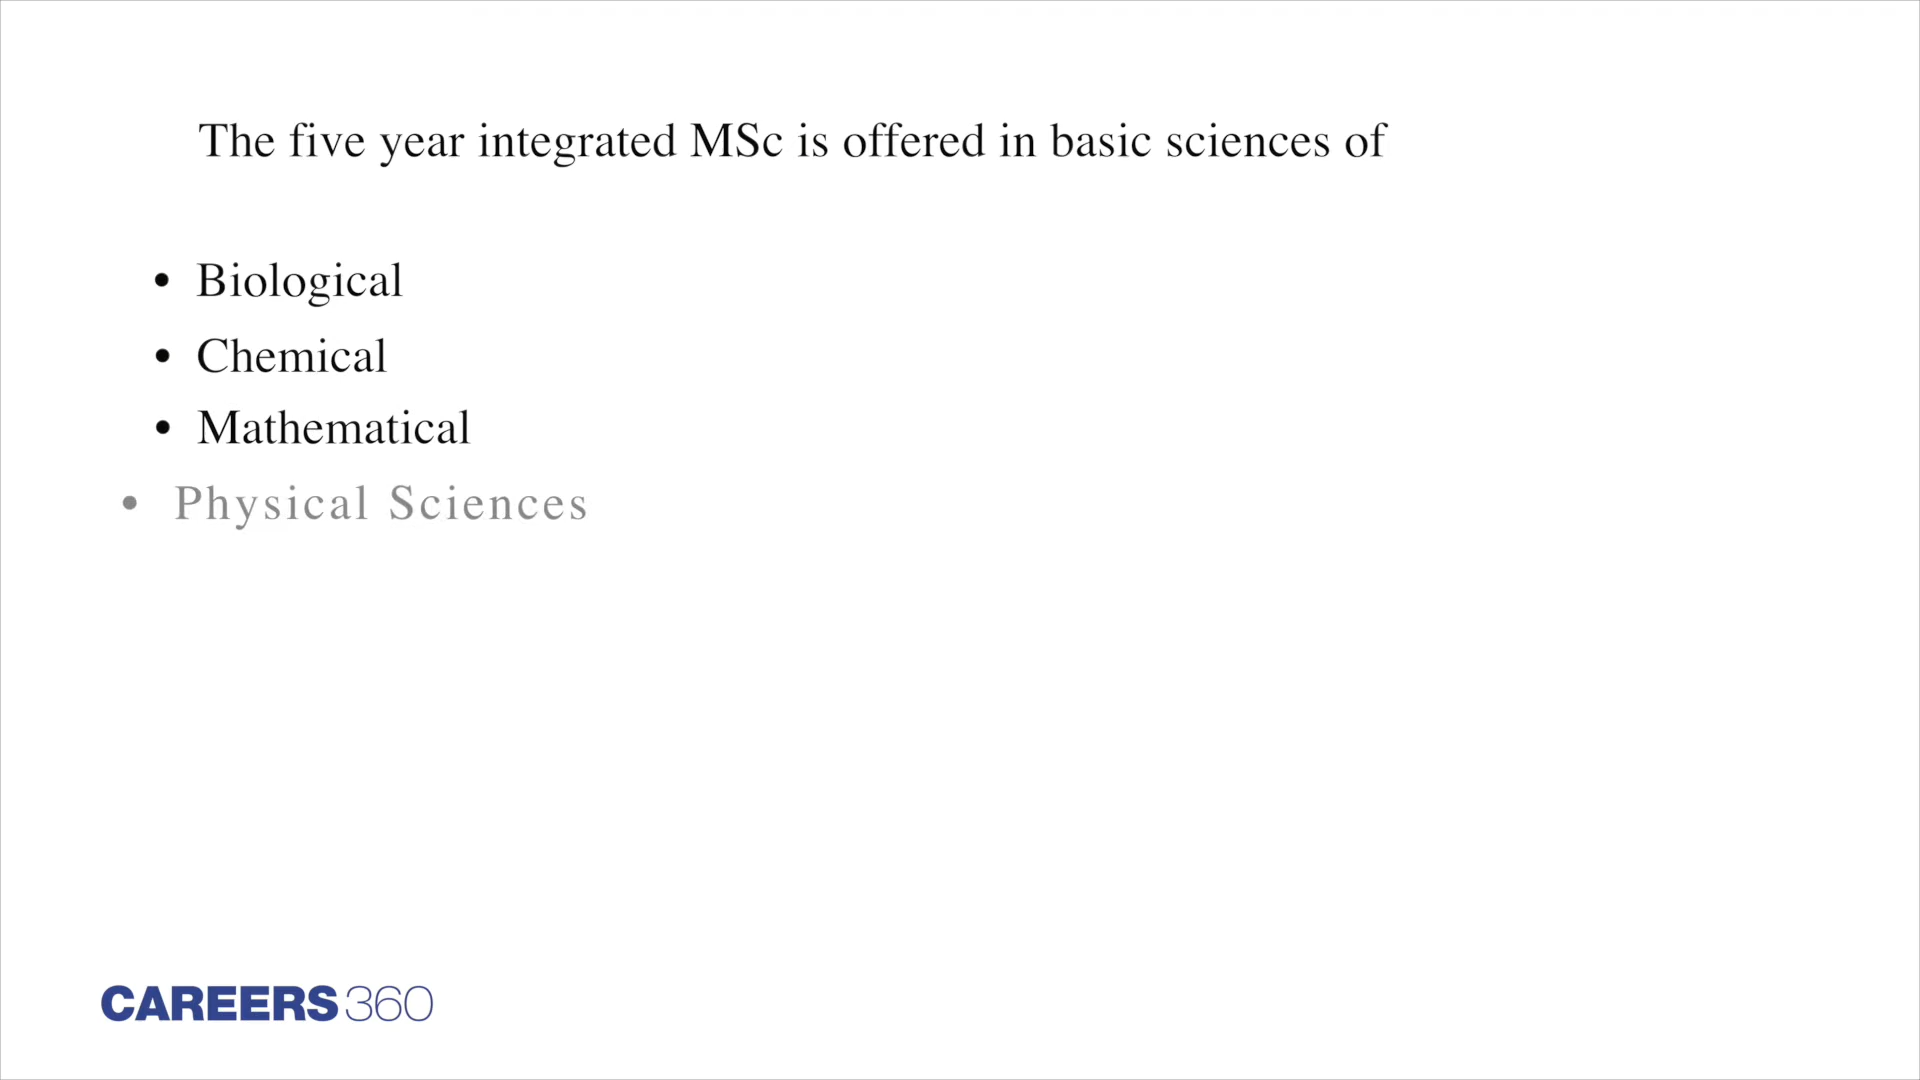 The five year integrated MSc is offered in basic sciences of
• Biological
• Chemical
• Mathematical
• Physical Sciences
CAREERS360